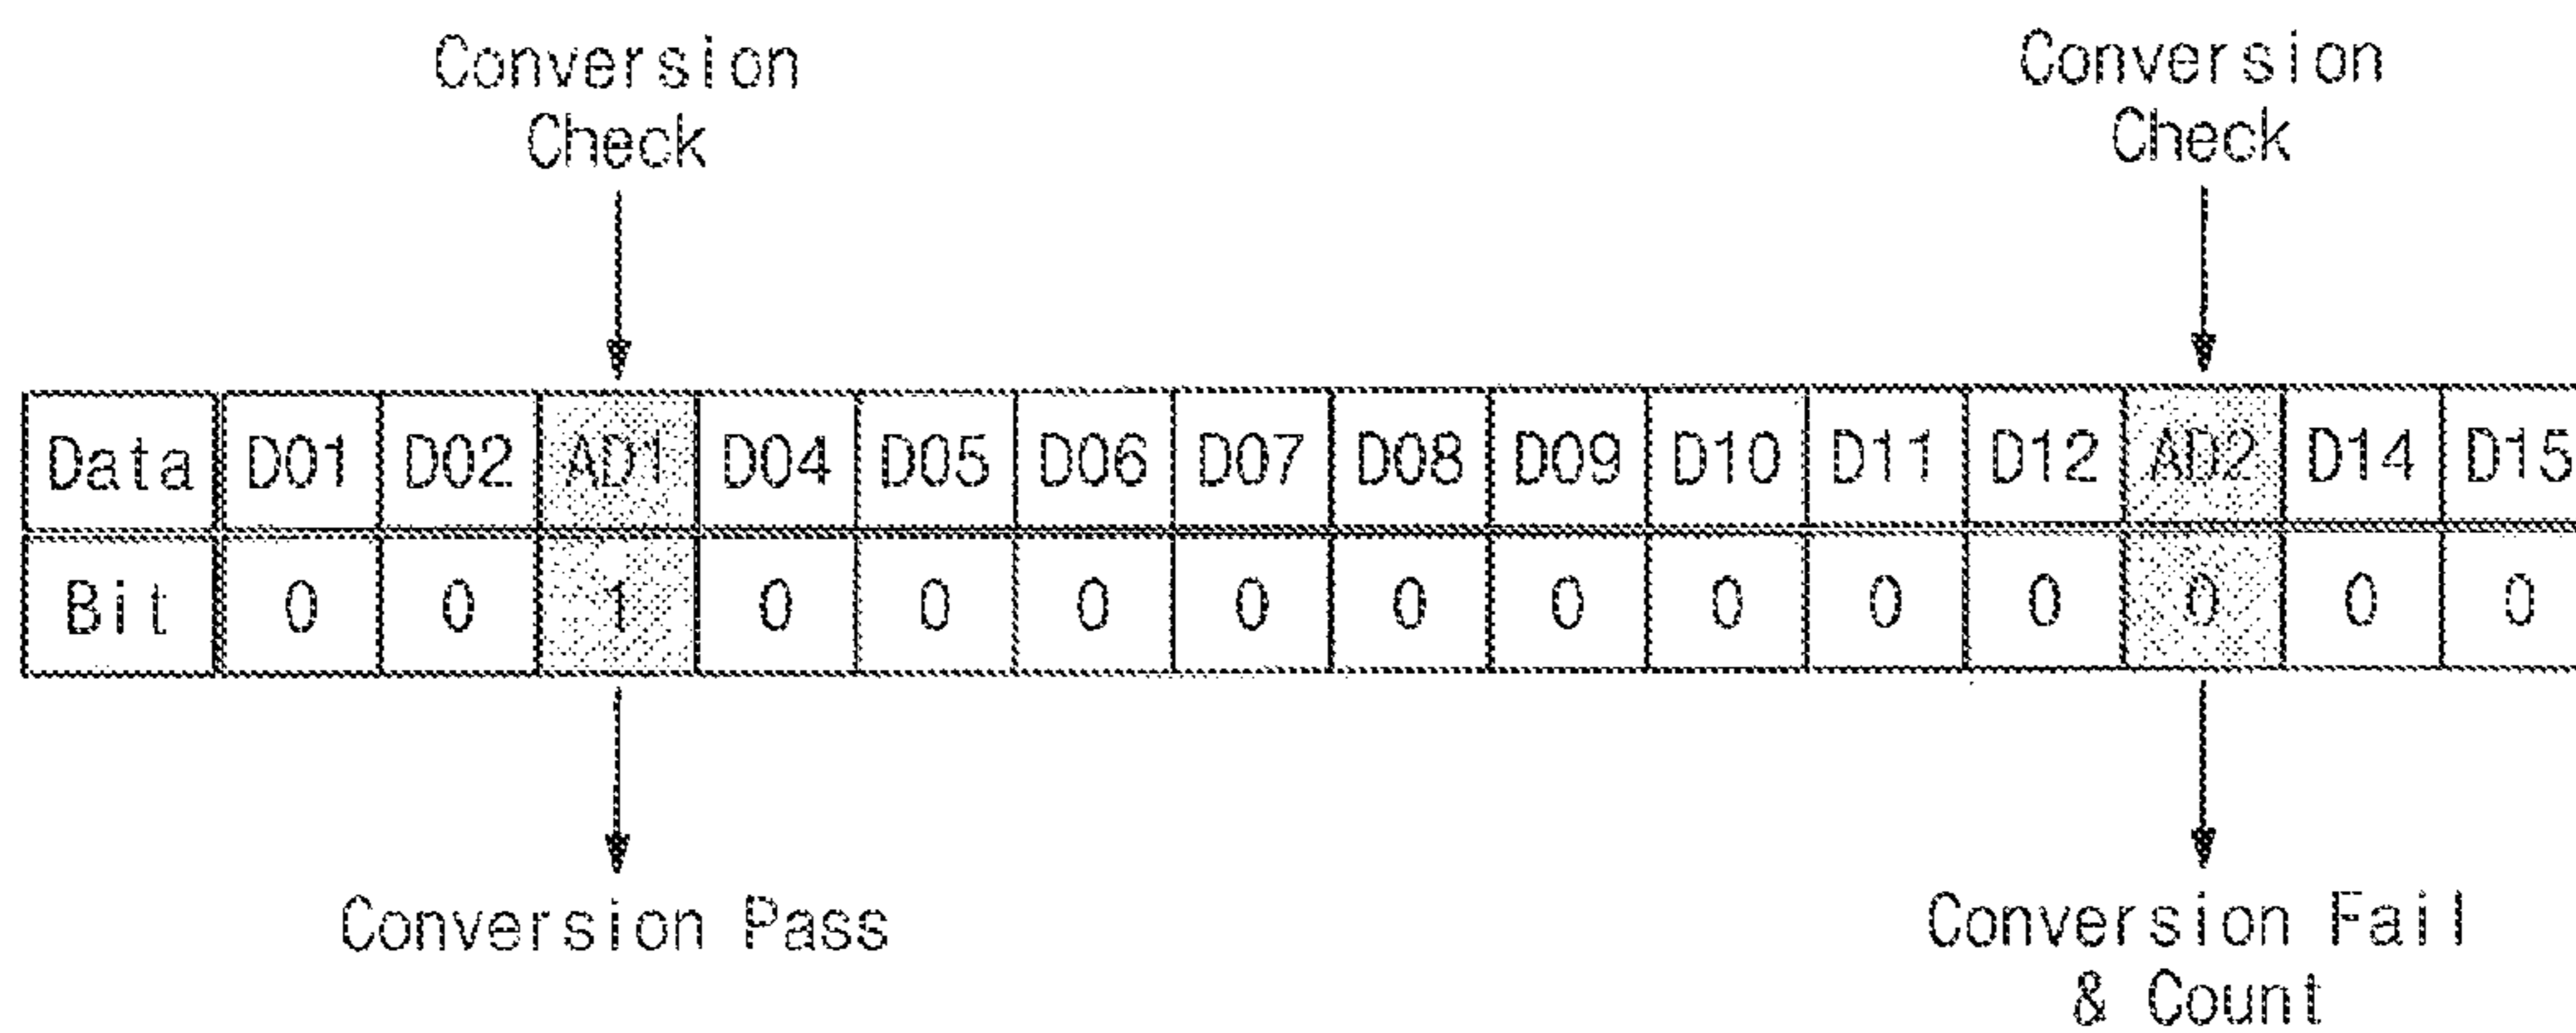 Conversion
Check
Conversion
Check
Data D01 D02 AD1 D04 D05 D06 D07 D08 D09 D10 D11 D12 AD2 D14 D15
Bit 0 0 1 0 0 0 0 0 0 0 0 0 0 0 0
Conversion Pass
Conversion Fail
& Count